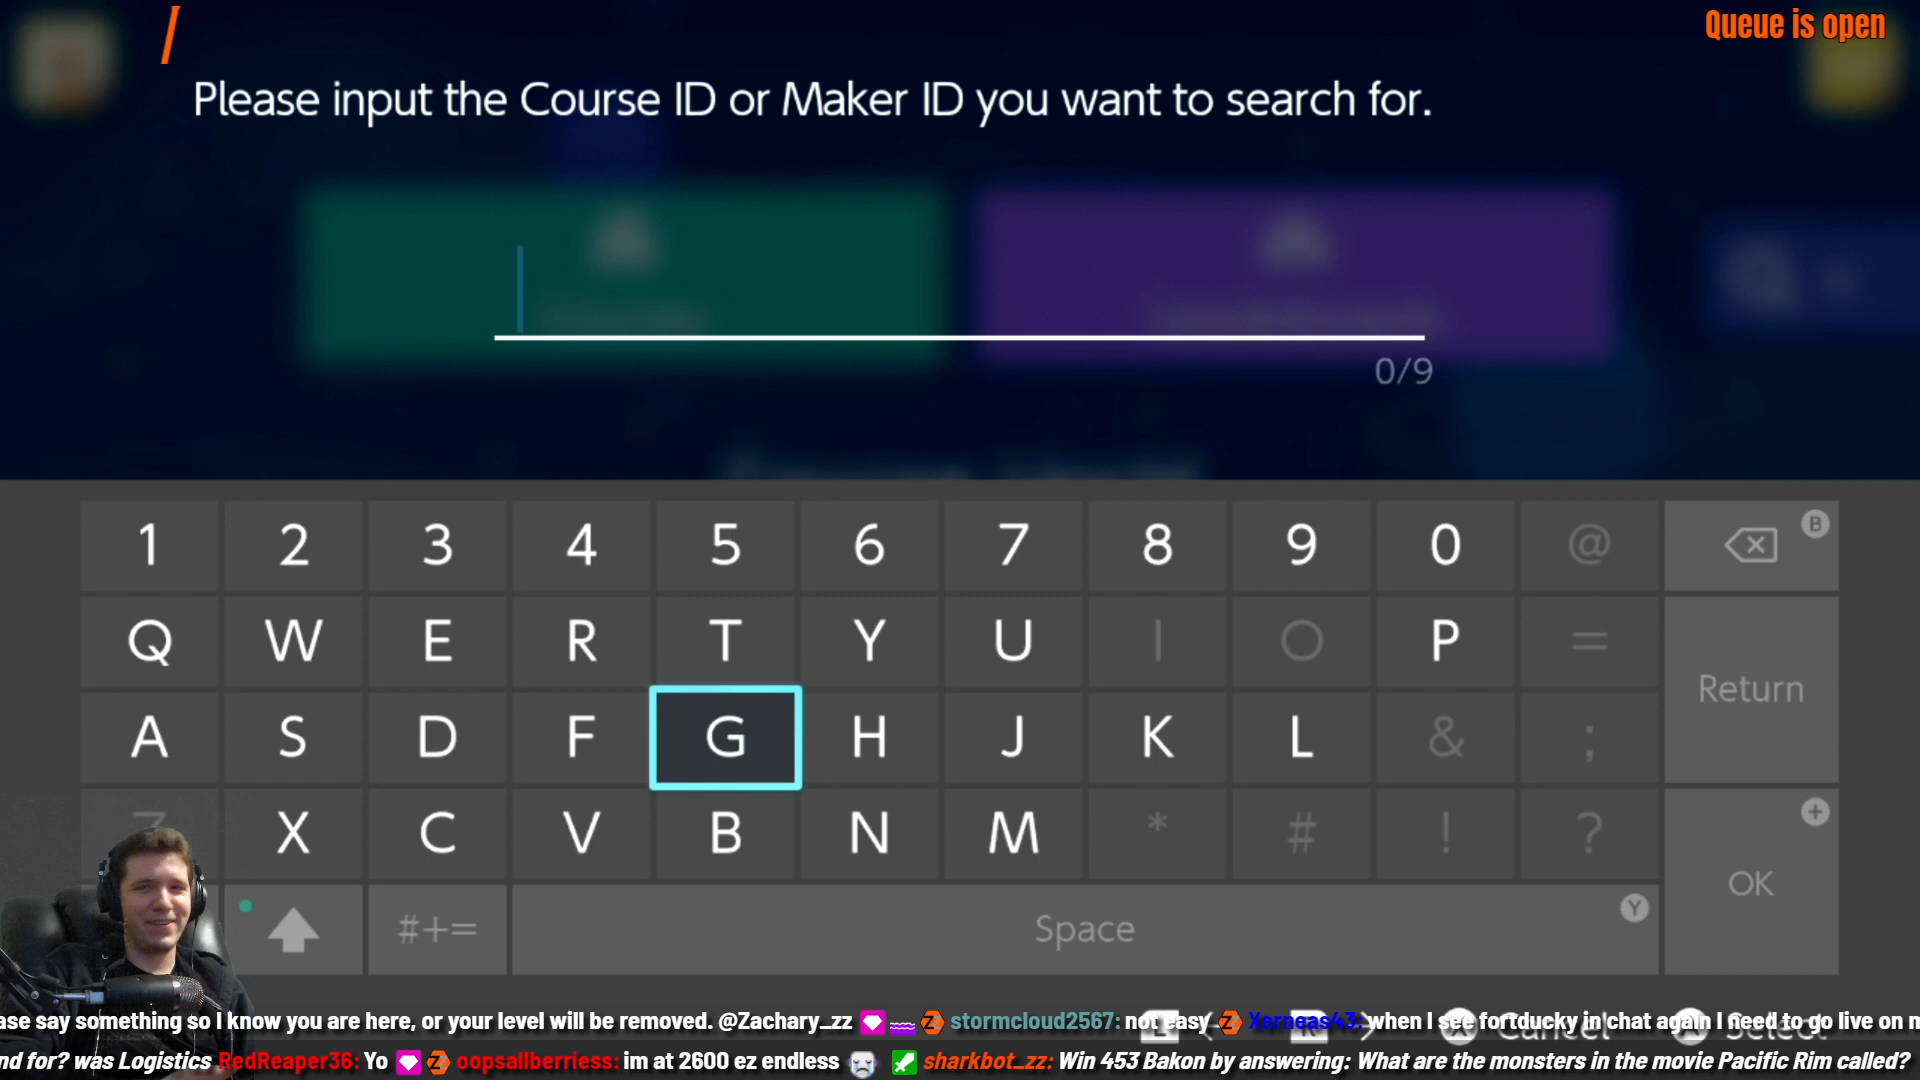 /
Queue is open
Please input the Course ID or Maker ID you want to search for.
0/9
1 2 3 4 5 6 7 8 9 0 @ B
Q W E R T Y U I O P = Return
A S D F G H J K L & ;
Z X C V B N M * # ! ? +
OK
#+= Space Y
Cancel Select
ase say something so I know you are here, or your level will be removed. @Zachary_zz stormcloud2567: not easy Xerneas43: when I see fortducky in chat again I need to go live on m
nd for? was Logistics RedReaper36: Yo oopsallberriess: im at 2600 ez endless sharkbot_zz: Win 453 Bakon by answering: What are the monsters in the movie Pacific Rim called?